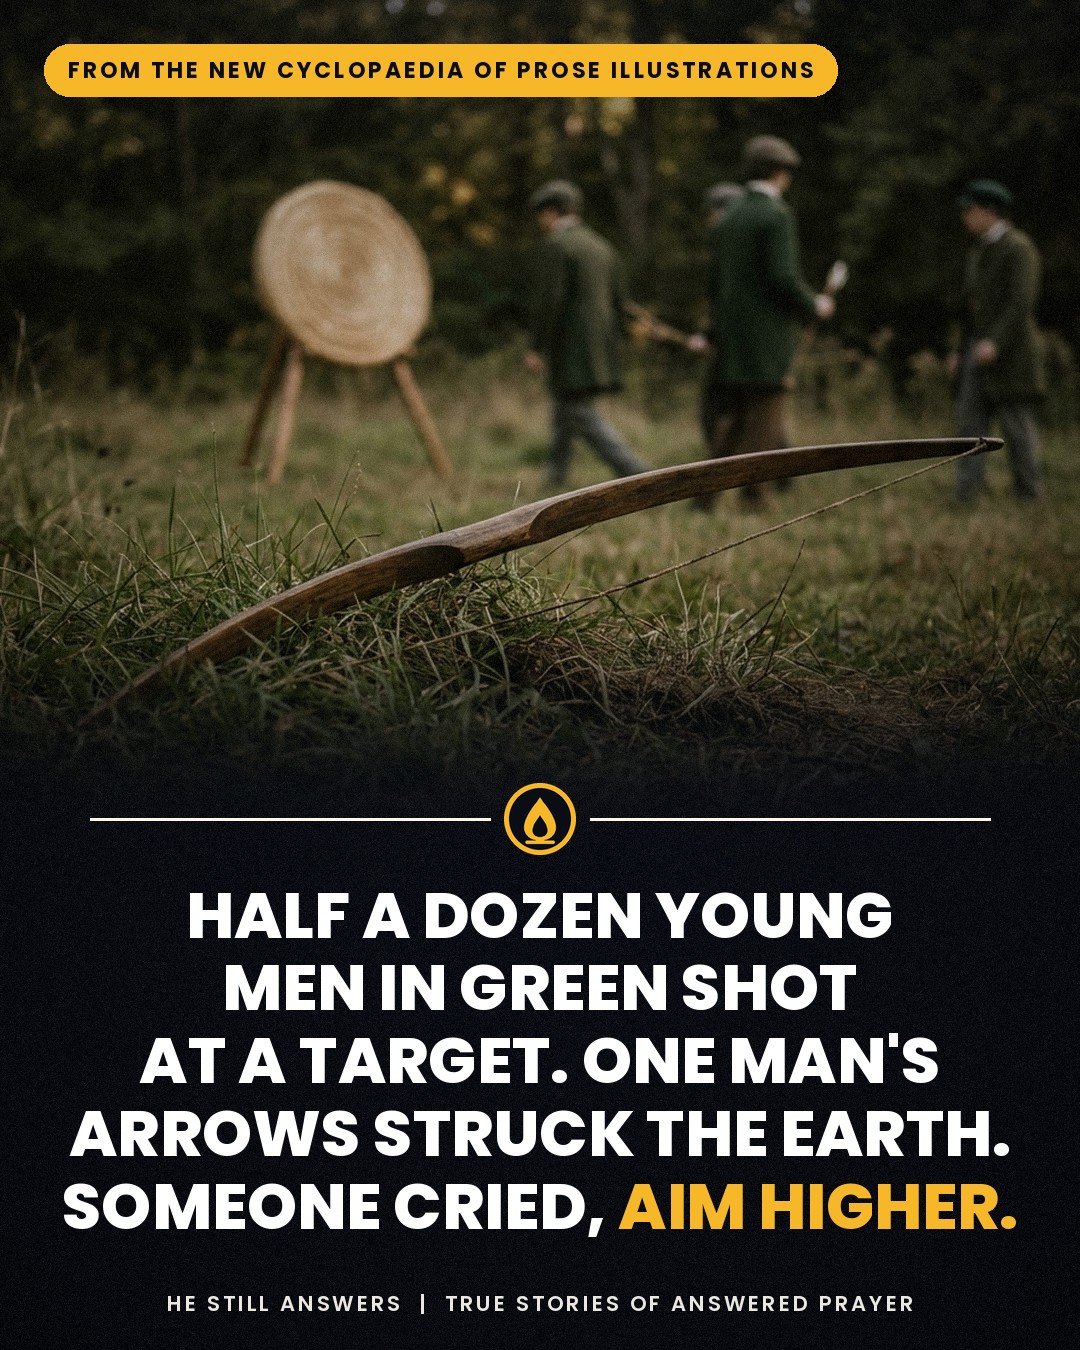 FROM THE NEW CYCLOPAEDIA OF PROSE ILLUSTRATIONS
HALF A DOZEN YOUNG
MEN IN GREEN SHOT
AT A TARGET. ONE MAN'S
ARROWS STRUCK THE EARTH.
SOMEONE CRIED, AIM HIGHER.
HE STILL ANSWERS | TRUE STORIES OF ANSWERED PRAYER